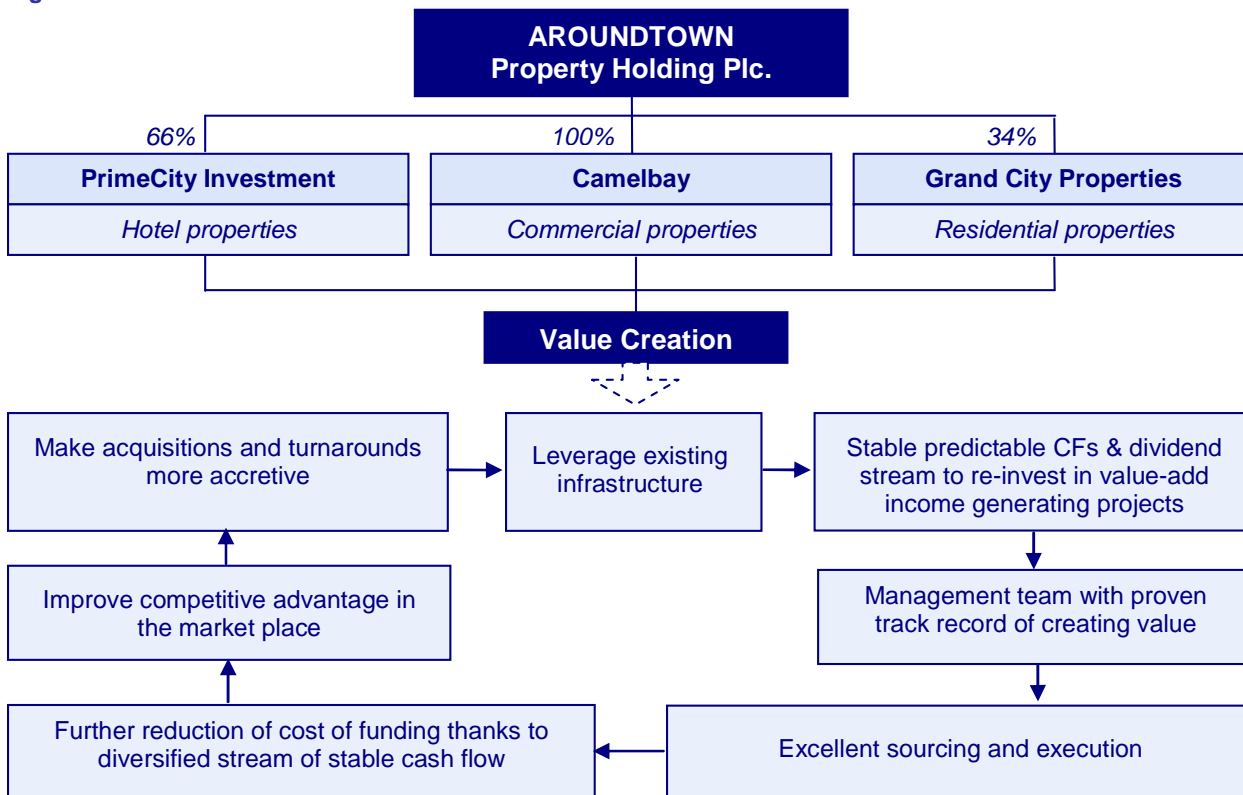 AROUNDTOWN
Property Holding Plc.
66%
100%
34%
PrimeCity Investment
Camelbay
Grand City Properties
Hotel properties
Commercial properties
Residential properties
Value Creation
Make acquisitions and turnarounds
more accretive
Leverage existing
infrastructure
Stable predictable CFs & dividend
stream to re-invest in value-add
income generating projects
Management team with proven
track record of creating value
Excellent sourcing and execution
Further reduction of cost of funding thanks to
diversified stream of stable cash flow
Improve competitive advantage in
the market place